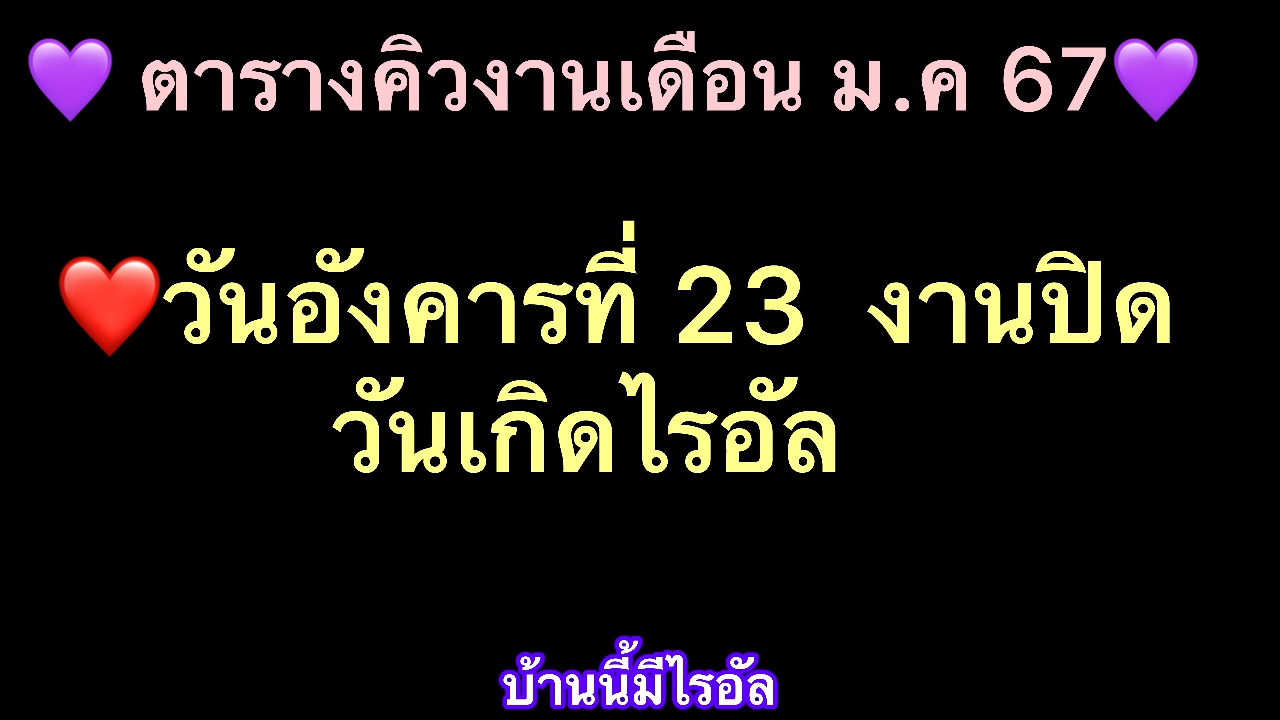 💜 ตารางคิวงานเดือน ม.ค 67💜
❤️วันอังคารที่ 23 งานปิด
วันเกิดไรอัล
บ้านนี้มีไรอัล